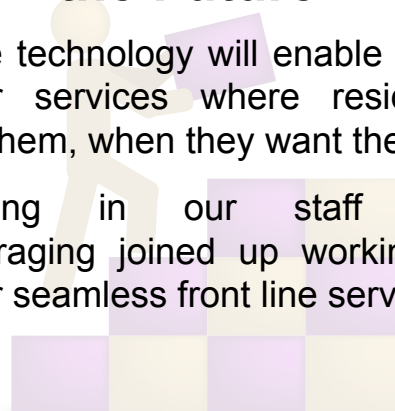 technology will enable
services where
hem, when they want the
ng in our staff
raging joined up workin
seamless front line serv